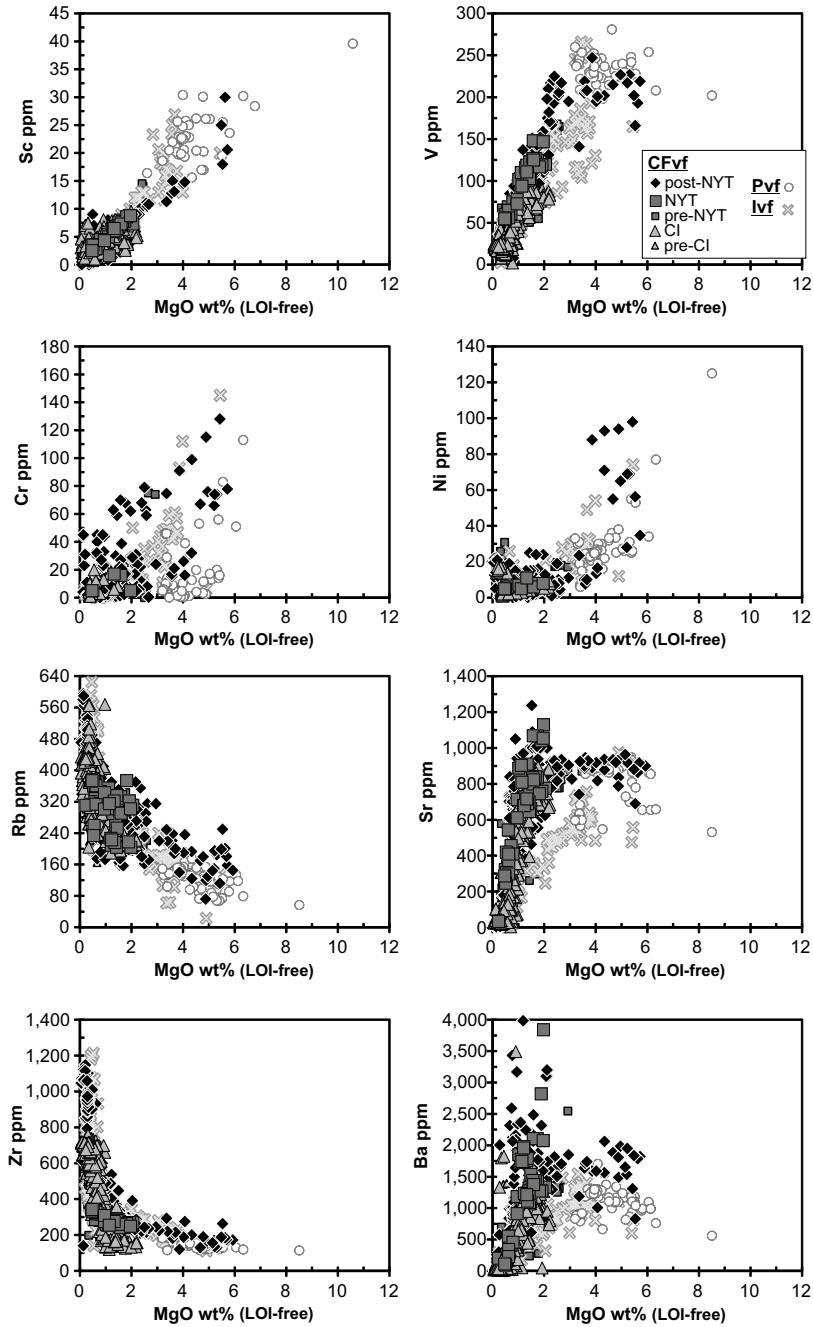 45
40
35
30
25
20
15
10
5
0
Sc ppm
0 2 4 6 8 10 12
MgO wt% (LOI-free)
300
250
200
150
100
50
0
V ppm
CFvf
post-NYT
NYT
pre-NYT
CI
pre-CI
Pvf
Ivf
0 2 4 6 8 10 12
MgO wt% (LOI-free)
180
160
140
120
100
80
60
40
20
0
Cr ppm
0 2 4 6 8 10 12
MgO wt% (LOI-free)
140
120
100
80
60
40
20
0
Ni ppm
0 2 4 6 8 10 12
MgO wt% (LOI-free)
640
560
480
400
320
240
160
80
0
Rb ppm
0 2 4 6 8 10 12
MgO wt% (LOI-free)
1,400
1,200
1,000
800
600
400
200
0
Sr ppm
0 2 4 6 8 10 12
MgO wt% (LOI-free)
1,400
1,200
1,000
800
600
400
200
0
Zr ppm
0 2 4 6 8 10 12
MgO wt% (LOI-free)
4,000
3,500
3,000
2,500
2,000
1,500
1,000
500
0
Ba ppm
0 2 4 6 8 10 12
MgO wt% (LOI-free)